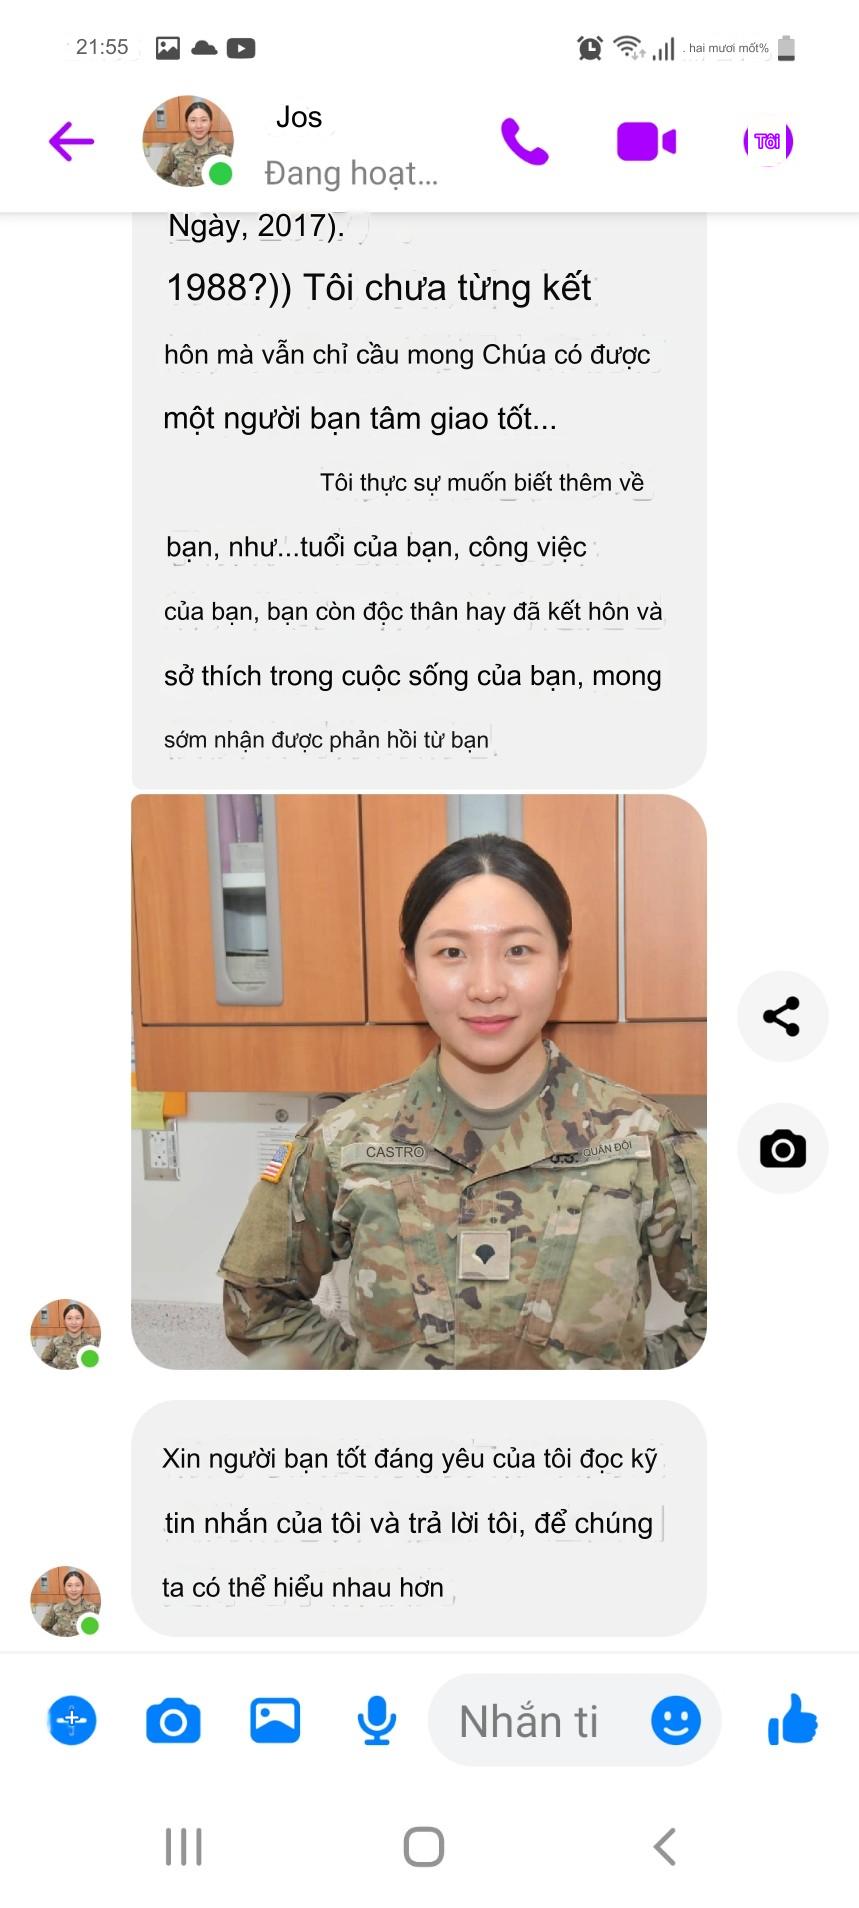 21:55
. hai mươi mốt%
Jos
Đang hoạt...
Tôi
Ngày, 2017).
1988?)) Tôi chưa từng kết
hôn mà vẫn chỉ cầu mong Chúa có được
một người bạn tâm giao tốt...
Tôi thực sự muốn biết thêm về
bạn, như...tuổi của bạn, công việc
của bạn, bạn còn độc thân hay đã kết hôn và
sở thích trong cuộc sống của bạn, mong
sớm nhận được phản hồi từ bạn
CASTRO
U.S. QUÂN ĐỘI
Xin người bạn tốt đáng yêu của tôi đọc kỹ
tin nhắn của tôi và trả lời tôi, để chúng
ta có thể hiểu nhau hơn
Nhắn ti